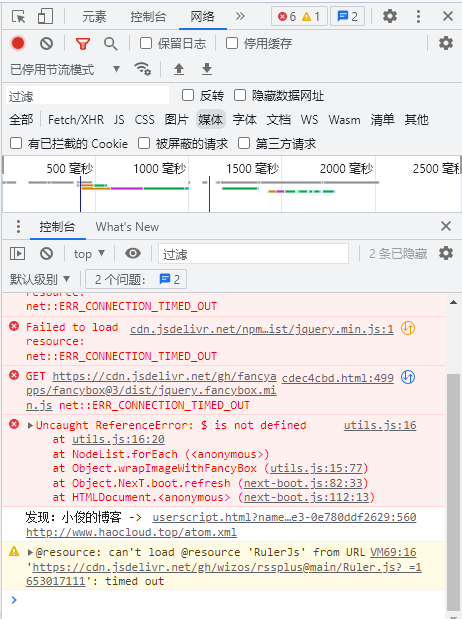 元素 控制台 网络 » 6 1 2
保留日志 停用缓存
已停用节流模式
过滤 反转 隐藏数据网址
全部 Fetch/XHR JS CSS 图片 媒体 字体 文档 WS Wasm 清单 其他
有已拦截的 Cookie 被屏蔽的请求 第三方请求
500 毫秒 1000 毫秒 1500 毫秒 2000 毫秒 2500 毫
控制台 What's New
top 过滤 2 条已隐藏
默认级别 2 个问题: 2
resource:
net::ERR_CONNECTION_TIMED_OUT
Failed to load cdn.jsdelivr.net/npm…ist/jquery.min.js:1
resource:
net::ERR_CONNECTION_TIMED_OUT
GET https://cdn.jsdelivr.net/gh/fancya cdec4cbd.html:499
pps/fancybox@3/dist/jquery.fancybox.mi
n.js net::ERR_CONNECTION_TIMED_OUT
Uncaught ReferenceError: $ is not defined utils.js:16
at utils.js:16:20
at NodeList.forEach (<anonymous>)
at Object.wrapImageWithFancyBox (utils.js:15:77)
at Object.NexT.boot.refresh (next-boot.js:82:33)
at HTMLDocument.<anonymous> (next-boot.js:112:13)
发现: 小俊的博客 -> userscript.html?name…e3-0e780ddf2629:560
http://www.haocloud.top/atom.xml
@resource: can't load @resource 'RulerJs' from URL VM69:16
'https://cdn.jsdelivr.net/gh/wizos/rssplus@main/Ruler.js?_=1
653017111': timed out